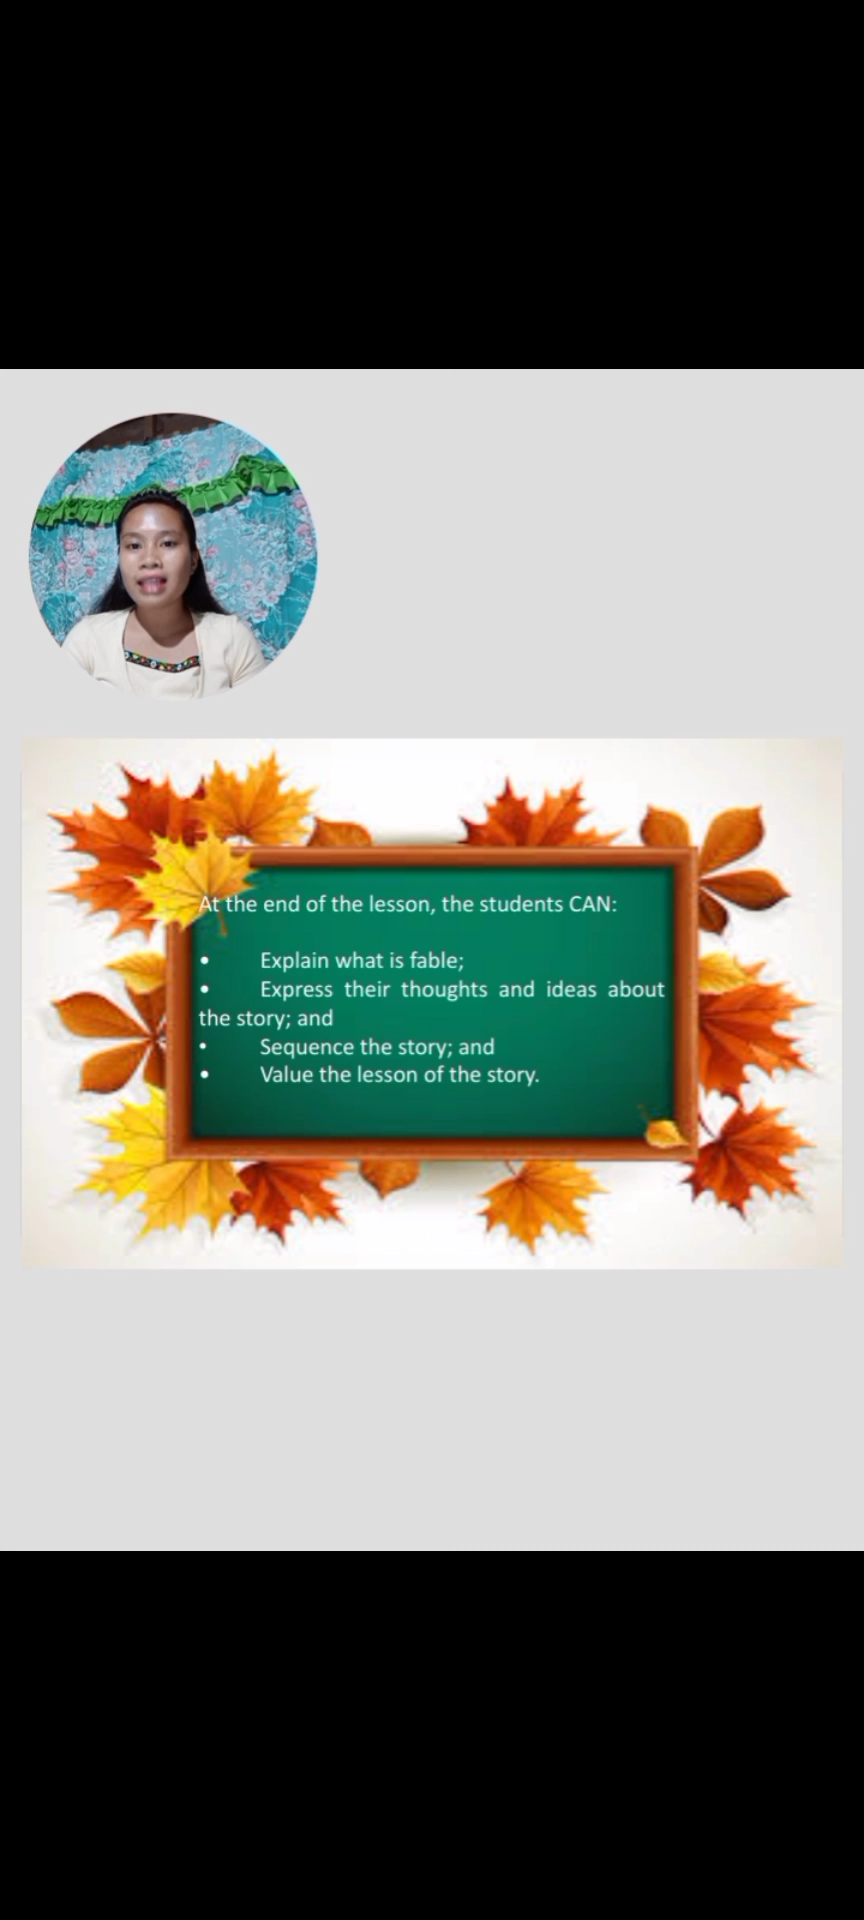 At the end of the lesson, the students CAN:
• Explain what is fable;
• Express their thoughts and ideas about
the story; and
• Sequence the story; and
• Value the lesson of the story.